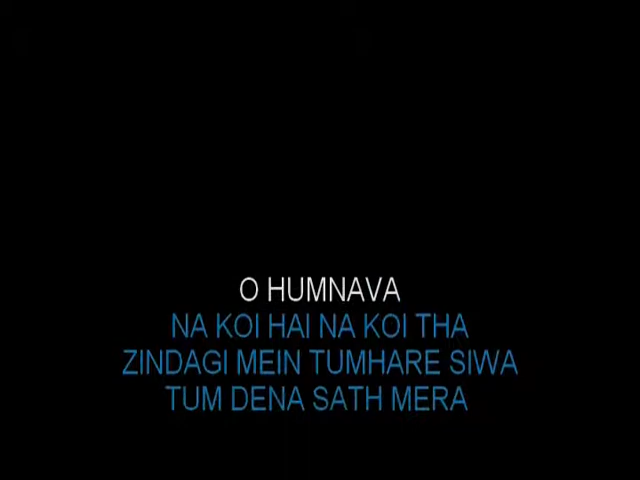 O HUMNAVA
NA KOI HAI NA KOI THA
ZINDAGI MEIN TUMHARE SIWA
TUM DENA SATH MERA